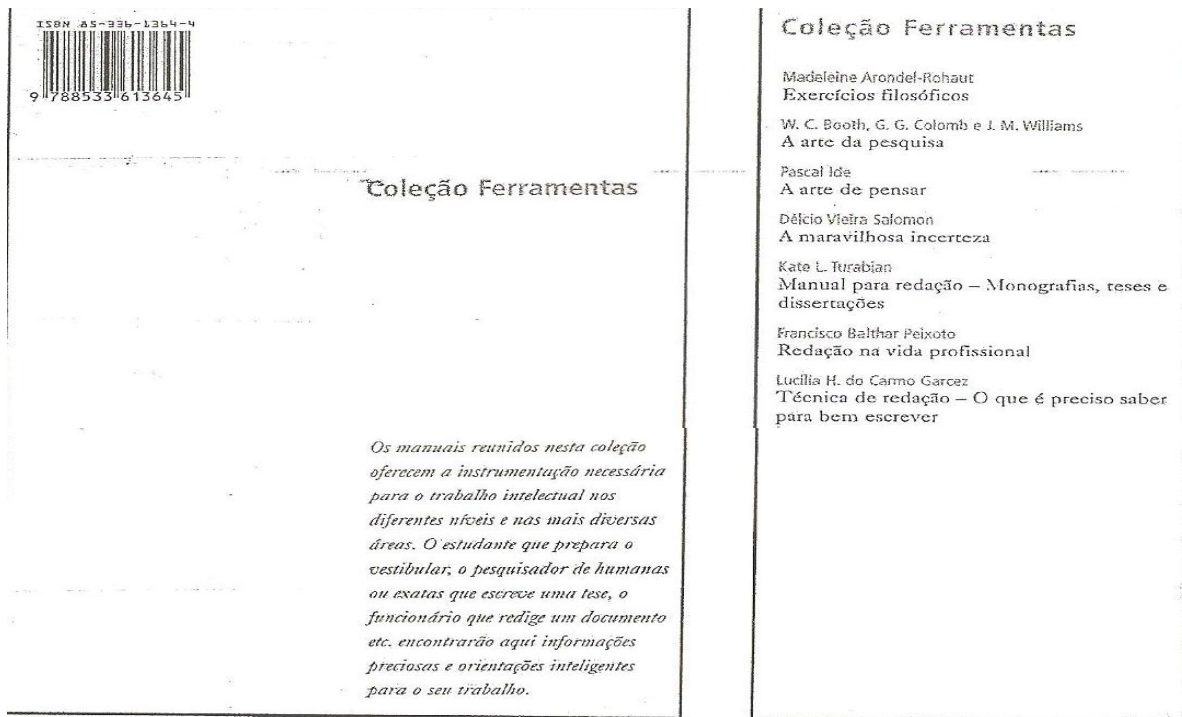 ISBN 85-336-1364-4
9 788533 613645
Coleção Ferramentas
Os manuais reunidos nesta coleção
oferecem a instrumentação necessária
para o trabalho intelectual nos
diferentes níveis e nas mais diversas
áreas. O estudante que prepara o
vestibular, o pesquisador de humanas
ou exatas que escreve uma tese, o
funcionário que redige um documento
etc. encontrarão aqui informações
preciosas e orientações inteligentes
para o seu trabalho.
Coleção Ferramentas
Madeleine Arondel-Rohaut
Exercícios filosóficos
W. C. Booth, G. G. Colomb e J. M. Williams
A arte da pesquisa
Pascal Ide
A arte de pensar
Délcio Vieira Salomon
A maravilhosa incerteza
Kate L. Turabian
Manual para redação – Monografias, teses e
dissertações
Francisco Balthar Peixoto
Redação na vida profissional
Lucília H. do Carmo Garcez
Técnica de redação – O que é preciso saber
para bem escrever